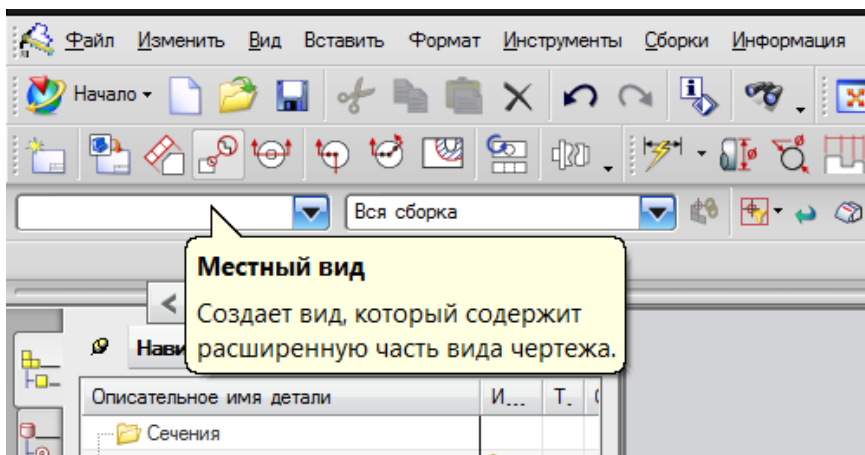 Файл Изменить Вид Вставить Формат Инструменты Сборки Информация
Начало
Вся сборка
Местный вид
Создает вид, который содержит
расширенную часть вида чертежа.
Нави
Описательное имя детали И... Т.
Сечения